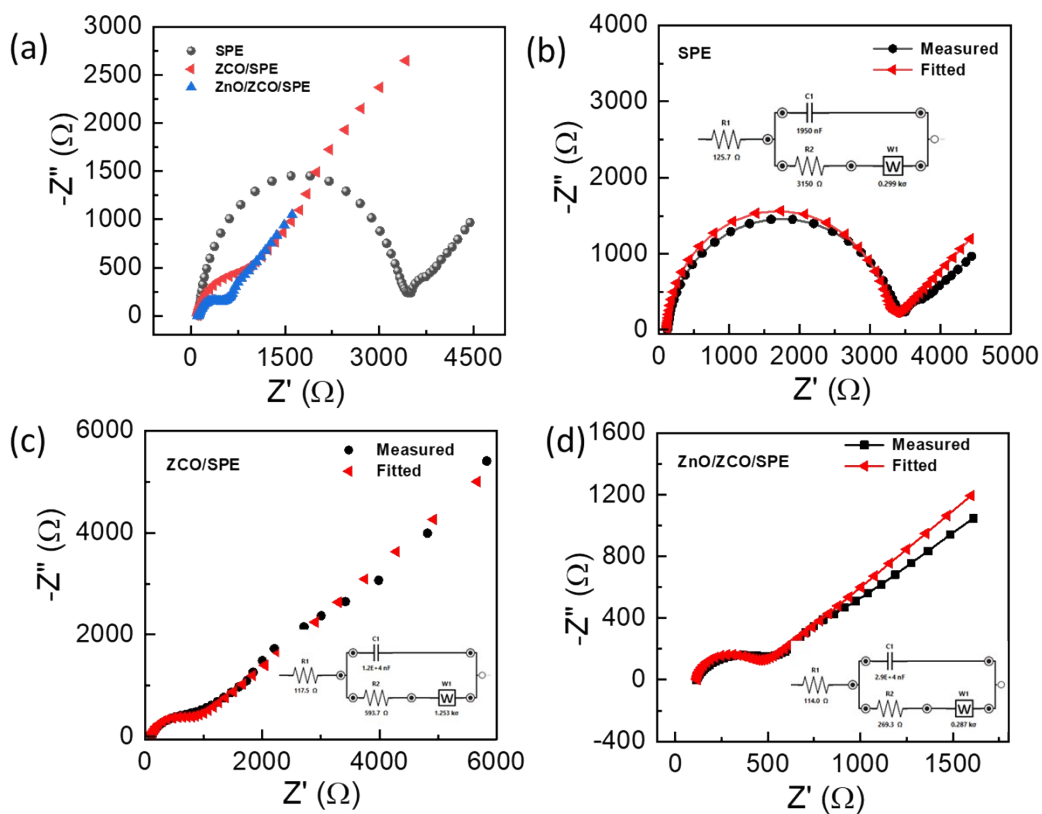 (a)
3000
2500
2000
1500
1000
500
0
-Z" (Ω)
SPE
ZCO/SPE
ZnO/ZCO/SPE
0 1500 3000 4500
Z' (Ω)
(b)
4000
3000
2000
1000
0
-Z" (Ω)
SPE
Measured
Fitted
C1
1950 nF
R1
125.7 Ω
R2
3150 Ω
W1
W
0.299 kσ
0 1000 2000 3000 4000 5000
Z' (Ω)
(c)
6000
4000
2000
0
-Z" (Ω)
ZCO/SPE
Measured
Fitted
C1
1.2E+4 nF
R1
117.5 Ω
R2
593.7 Ω
W1
W
1.253 kσ
0 2000 4000 6000
Z' (Ω)
(d)
1600
1200
800
400
0
-400
-Z" (Ω)
ZnO/ZCO/SPE
Measured
Fitted
C1
2.9E+4 nF
R1
114.0 Ω
R2
269.3 Ω
W1
W
0.287 kσ
0 500 1000 1500
Z' (Ω)